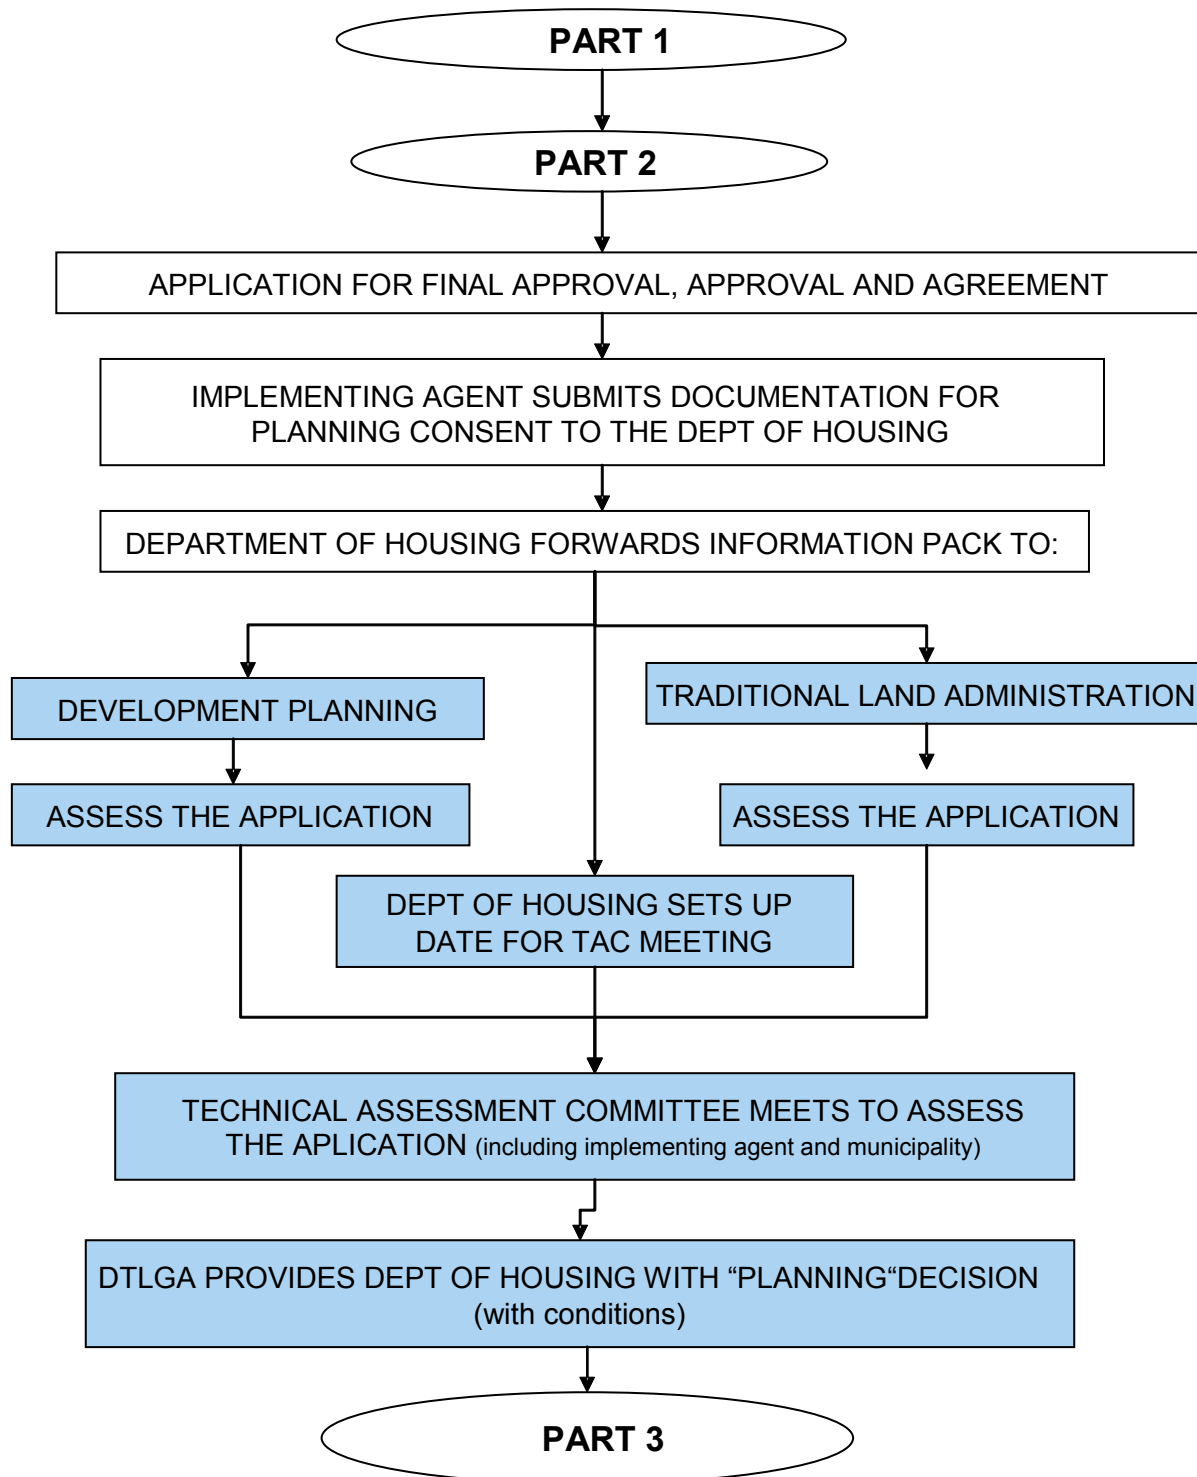 PART 1
PART 2
APPLICATION FOR FINAL APPROVAL, APPROVAL AND AGREEMENT
IMPLEMENTING AGENT SUBMITS DOCUMENTATION FOR
PLANNING CONSENT TO THE DEPT OF HOUSING
DEPARTMENT OF HOUSING FORWARDS INFORMATION PACK TO:
DEVELOPMENT PLANNING
TRADITIONAL LAND ADMINISTRATION
ASSESS THE APPLICATION
ASSESS THE APPLICATION
DEPT OF HOUSING SETS UP
DATE FOR TAC MEETING
TECHNICAL ASSESSMENT COMMITTEE MEETS TO ASSESS
THE APLICATION (including implementing agent and municipality)
DTLGA PROVIDES DEPT OF HOUSING WITH “PLANNING“DECISION
(with conditions)
PART 3